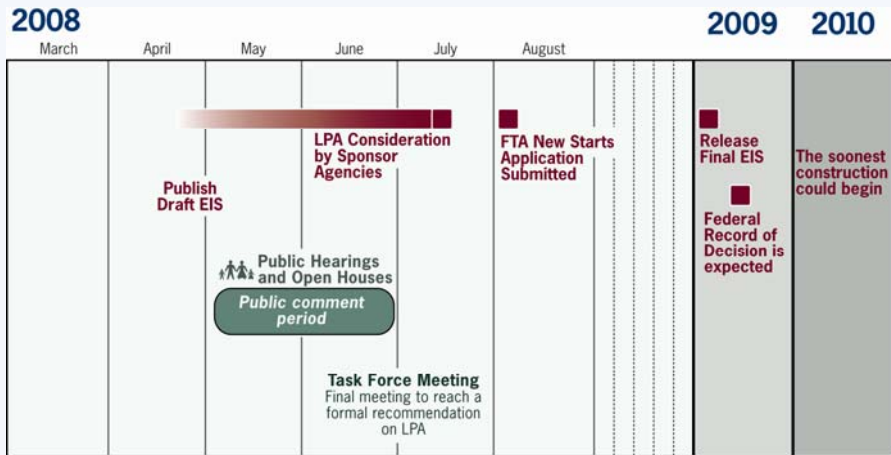 2008
2009
2010
March
April
May
June
July
August
LPA Consideration
by Sponsor
Agencies
FTA New Starts
Application
Submitted
Release
Final EIS
The soonest
construction
could begin
Publish
Draft EIS
Federal
Record of
Decision is
expected
Public Hearings
and Open Houses
Public comment
period
Task Force Meeting
Final meeting to reach a
formal recommendation
on LPA